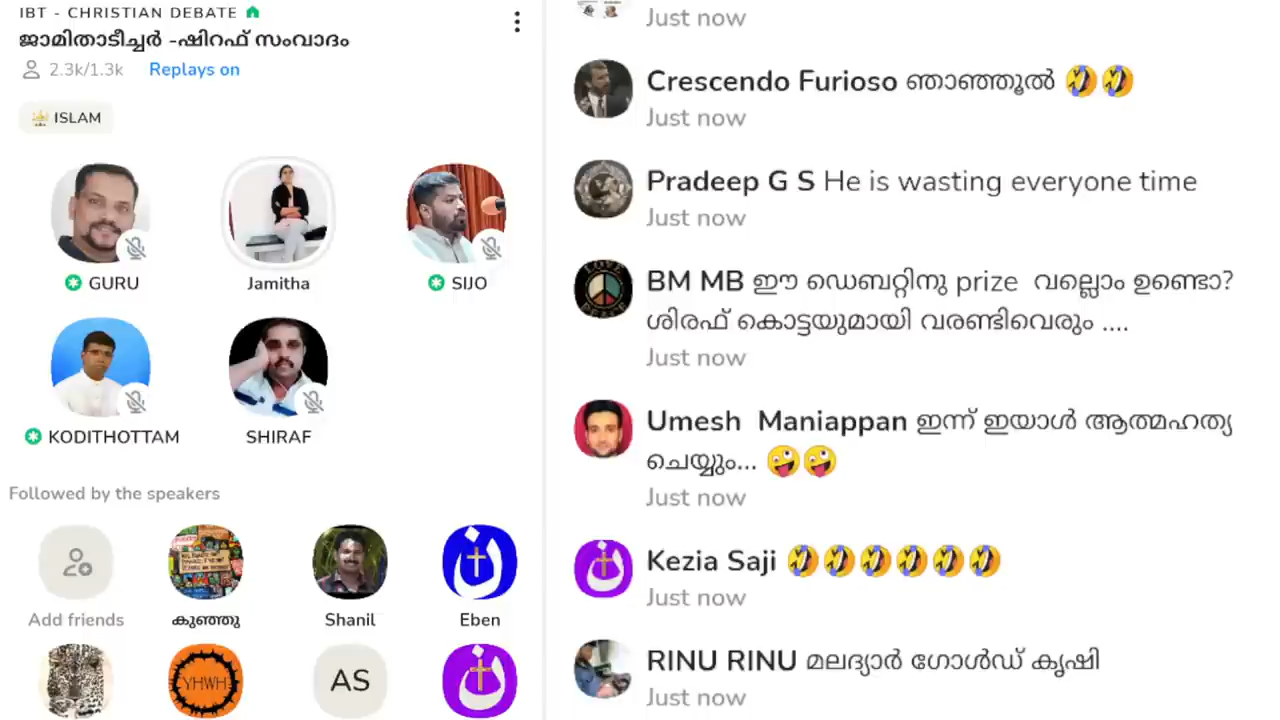 IBT - CHRISTIAN DEBATE
ജാമിതാടീച്ചർ -ഷിറഫ് സംവാദം
2.3k/1.3k Replays on
ISLAM
GURU
Jamitha
SIJO
KODITHOTTAM
SHIRAF
Followed by the speakers
Add friends
കുഞ്ഞു
Shanil
Eben
YHWH
AS
Just now
Crescendo Furioso ഞാഞ്ഞൂൽ 🤣🤣
Just now
Pradeep G S He is wasting everyone time
Just now
BM MB ഈ ഡെബറ്റിനു prize വല്ലൊം ഉണ്ടൊ?
ശിരഫ് കൊട്ടയുമായി വരണ്ടിവെരും ....
Just now
Umesh Maniappan ഇന്ന് ഇയാൾ ആത്മഹത്യ
ചെയ്യും... 🤪🤪
Just now
Kezia Saji 🤣🤣🤣🤣🤣🤣
Just now
RINU RINU മലദ്യാർ ഗോൾഡ് കൃഷി
Just now